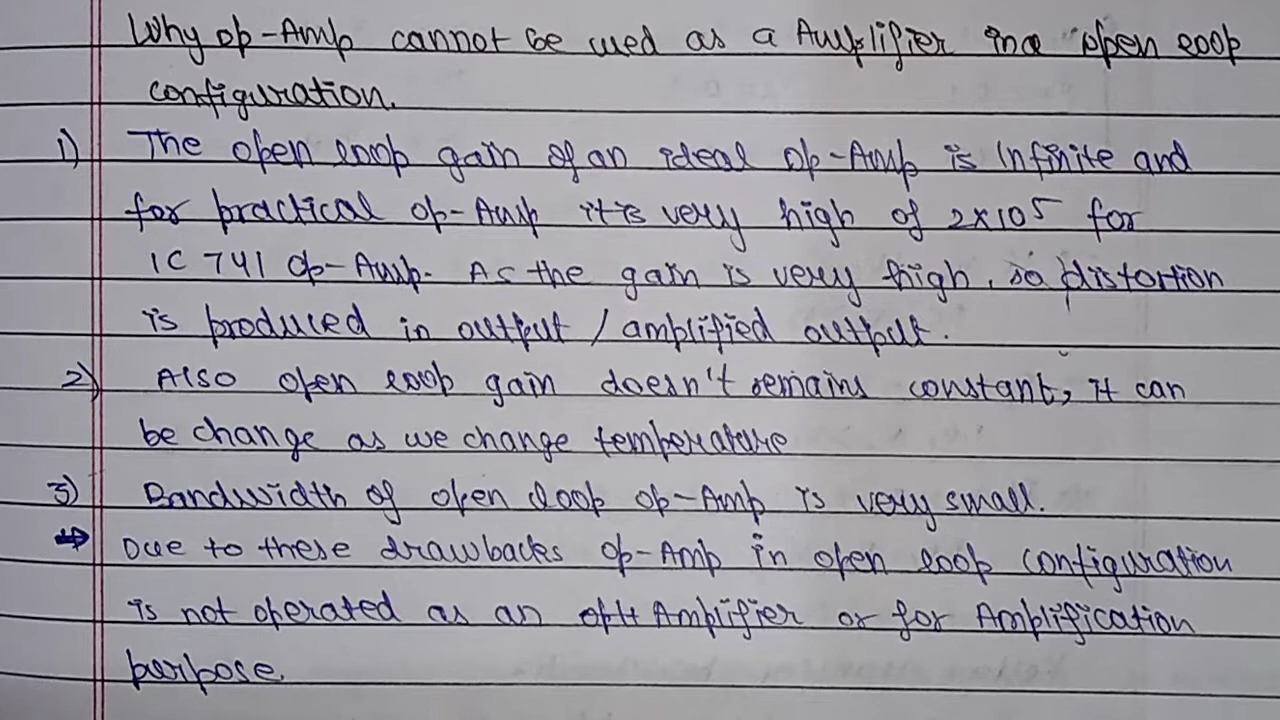 Why op-Amp cannot be used as a Amplifier in a open loop
configuration.
1) The open loop gain of an ideal op-Amp is Infinite and
for practical op-Amp it is very high of 2x10⁵ for
IC 741 op-Amp. As the gain is very high, so distortion
is produced in output / amplified output.
2) Also open loop gain doesn't remains constant, it can
be change as we change temperature
3) Bandwidth of open loop op-Amp is very small.
⇒ Due to these drawbacks op-Amp in open loop configuration
is not operated as an Amplifier or for Amplification
purpose.